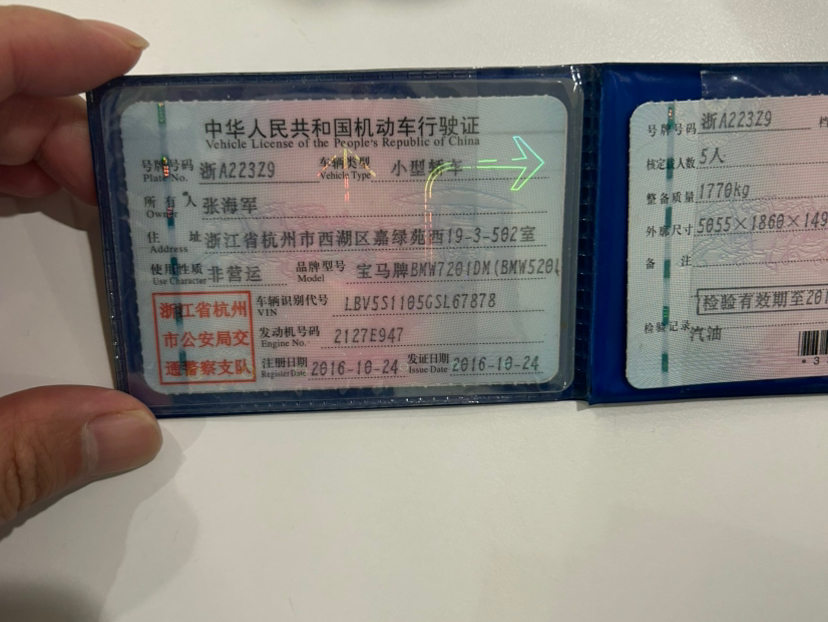 中华人民共和国机动车行驶证
Vehicle License of the People's Republic of China
号牌号码 浙A223Z9 车辆类型 小型轿车
Plate No. Vehicle Type
所有人 张海军
Owner
住址 浙江省杭州市西湖区嘉绿苑西19-3-502室
Address
使用性质 非营运 品牌型号 宝马牌BMW7201DM(BMW520L
Use Character Model
浙江省杭州
市公安局交
通警察支队
车辆识别代号 LBV5S1105GSL67878
VIN
发动机号码 2127E947
Engine No.
注册日期 2016-10-24 发证日期 2016-10-24
Register Date Issue Date
号牌号码 浙A223Z9 档
核定载人数 5人
整备质量 1770kg
外廓尺寸 5055×1860×149
备注
检验有效期至201
检验记录
汽油
*3